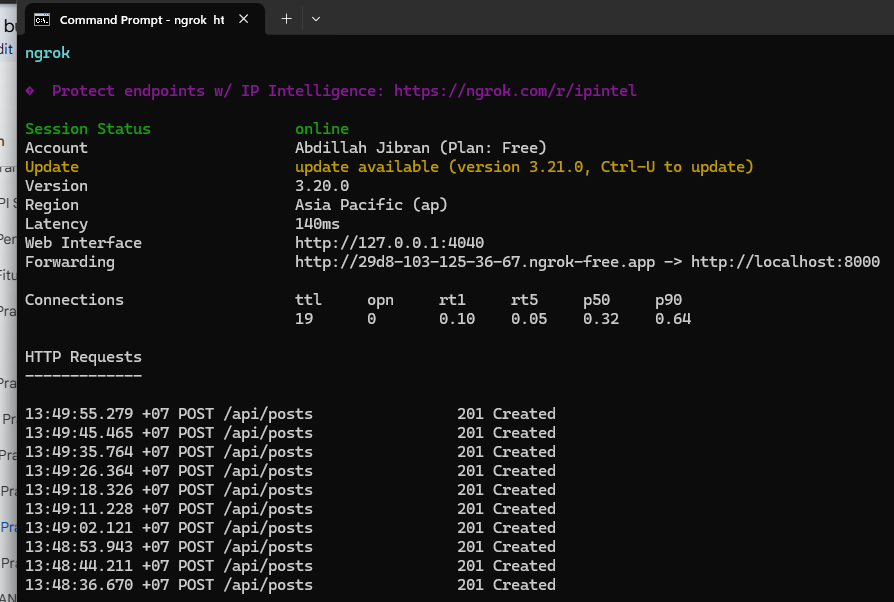 Command Prompt - ngrok ht
ngrok
Protect endpoints w/ IP Intelligence: https://ngrok.com/r/ipintel
Session Status online
Account Abdillah Jibran (Plan: Free)
Update update available (version 3.21.0, Ctrl-U to update)
Version 3.20.0
Region Asia Pacific (ap)
Latency 140ms
Web Interface http://127.0.0.1:4040
Forwarding http://29d8-103-125-36-67.ngrok-free.app -> http://localhost:8000
Connections ttl opn rt1 rt5 p50 p90
19 0 0.10 0.05 0.32 0.64
HTTP Requests
-------------
13:49:55.279 +07 POST /api/posts 201 Created
13:49:45.465 +07 POST /api/posts 201 Created
13:49:35.764 +07 POST /api/posts 201 Created
13:49:26.364 +07 POST /api/posts 201 Created
13:49:18.326 +07 POST /api/posts 201 Created
13:49:11.228 +07 POST /api/posts 201 Created
13:49:02.121 +07 POST /api/posts 201 Created
13:48:53.943 +07 POST /api/posts 201 Created
13:48:44.211 +07 POST /api/posts 201 Created
13:48:36.670 +07 POST /api/posts 201 Created